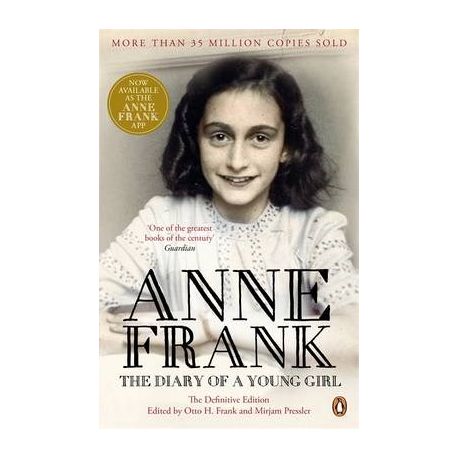 MORE THAN 35 MILLION COPIES SOLD
NOW
AVAILABLE
AS THE
ANNE
FRANK
APP
'One of the greatest
books of the century'
Guardian
ANNE
FRANK
THE DIARY OF A YOUNG GIRL
The Definitive Edition
Edited by Otto H. Frank and Mirjam Pressler